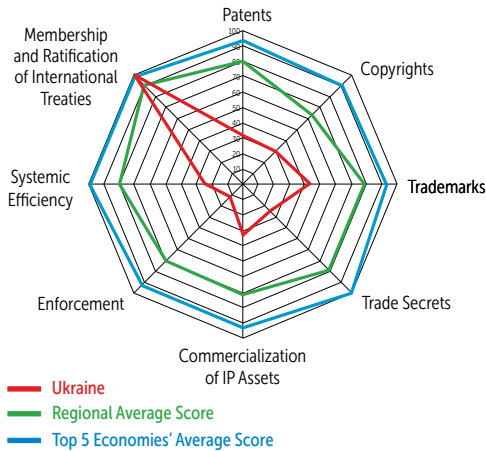 Patents
Membership
and Ratification
of International
Treaties
Copyrights
100
90
80
70
60
50
40
30
20
10
0
Systemic
Efficiency
Trademarks
Enforcement
Trade Secrets
Commercialization
of IP Assets
Ukraine
Regional Average Score
Top 5 Economies’ Average Score